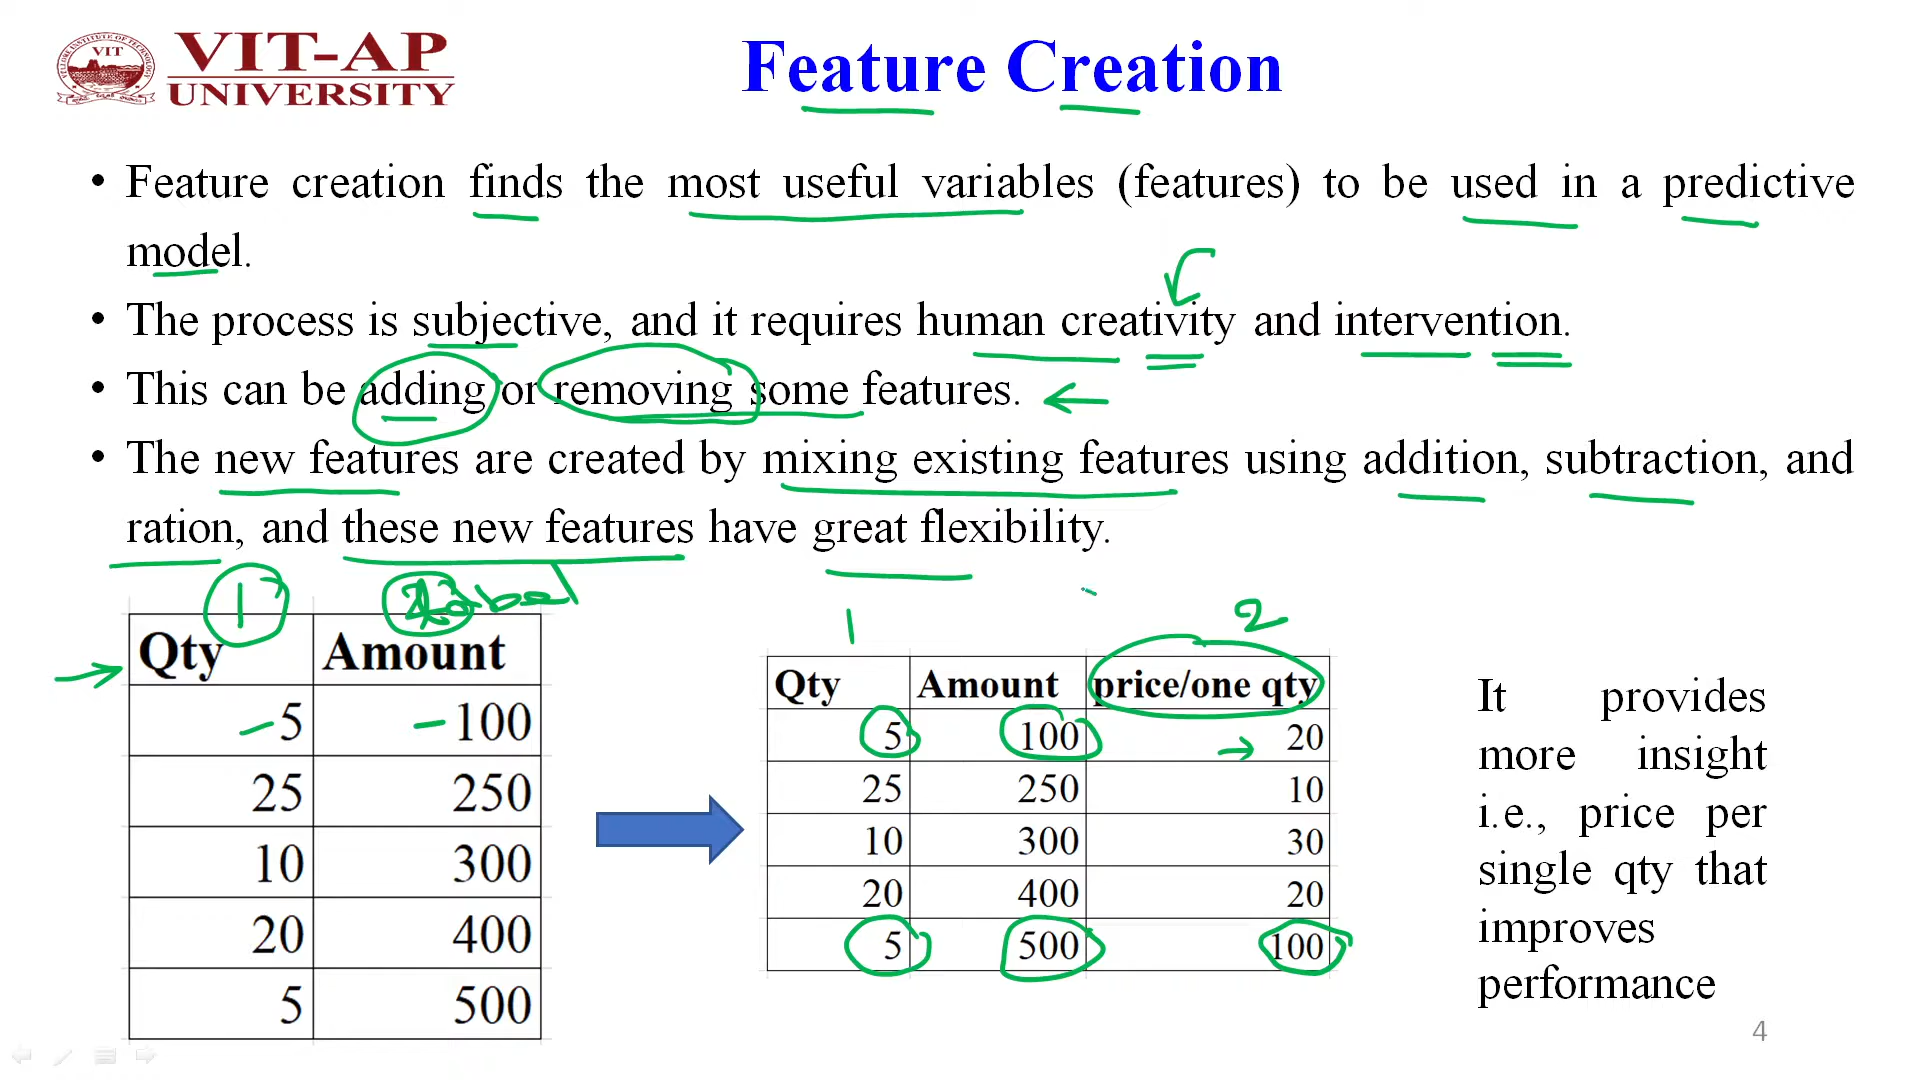 VIT
VIT-AP
UNIVERSITY
Feature Creation
• Feature creation finds the most useful variables (features) to be used in a predictive
model.
• The process is subjective, and it requires human creativity and intervention.
• This can be adding or removing some features.
• The new features are created by mixing existing features using addition, subtraction, and
ration, and these new features have great flexibility.
1 Label
Qty Amount
5 100
25 250
10 300
20 400
5 500
1 2
Qty Amount price/one qty
5 100 20
25 250 10
10 300 30
20 400 20
5 500 100
It provides
more insight
i.e., price per
single qty that
improves
performance
4